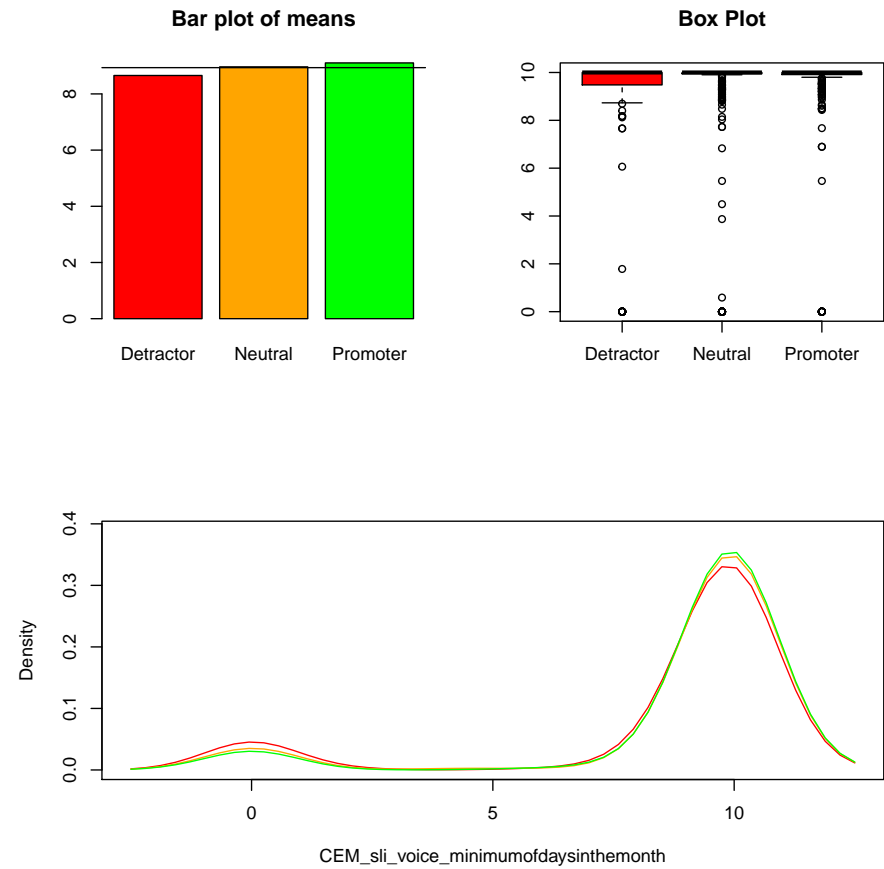 Bar plot of means
0 2 4 6 8
Detractor Neutral Promoter
Box Plot
0 2 4 6 8 10
Detractor Neutral Promoter
Density
0.0 0.1 0.2 0.3 0.4
0 5 10
CEM_sli_voice_minimumofdaysinthemonth